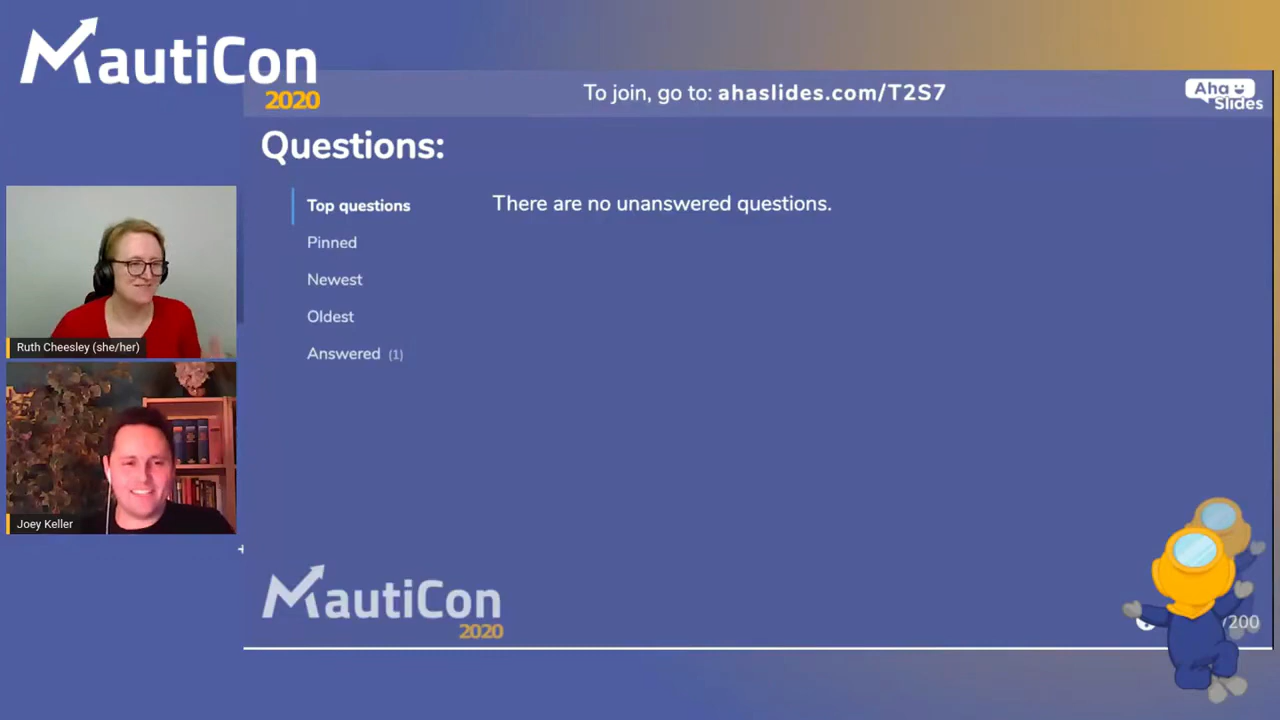 MautiCon
2020
To join, go to: ahaslides.com/T2S7
Aha
Slides
Questions:
Top questions
There are no unanswered questions.
Pinned
Newest
Oldest
Answered (1)
Ruth Cheesley (she/her)
Joey Keller
MautiCon
2020
/200